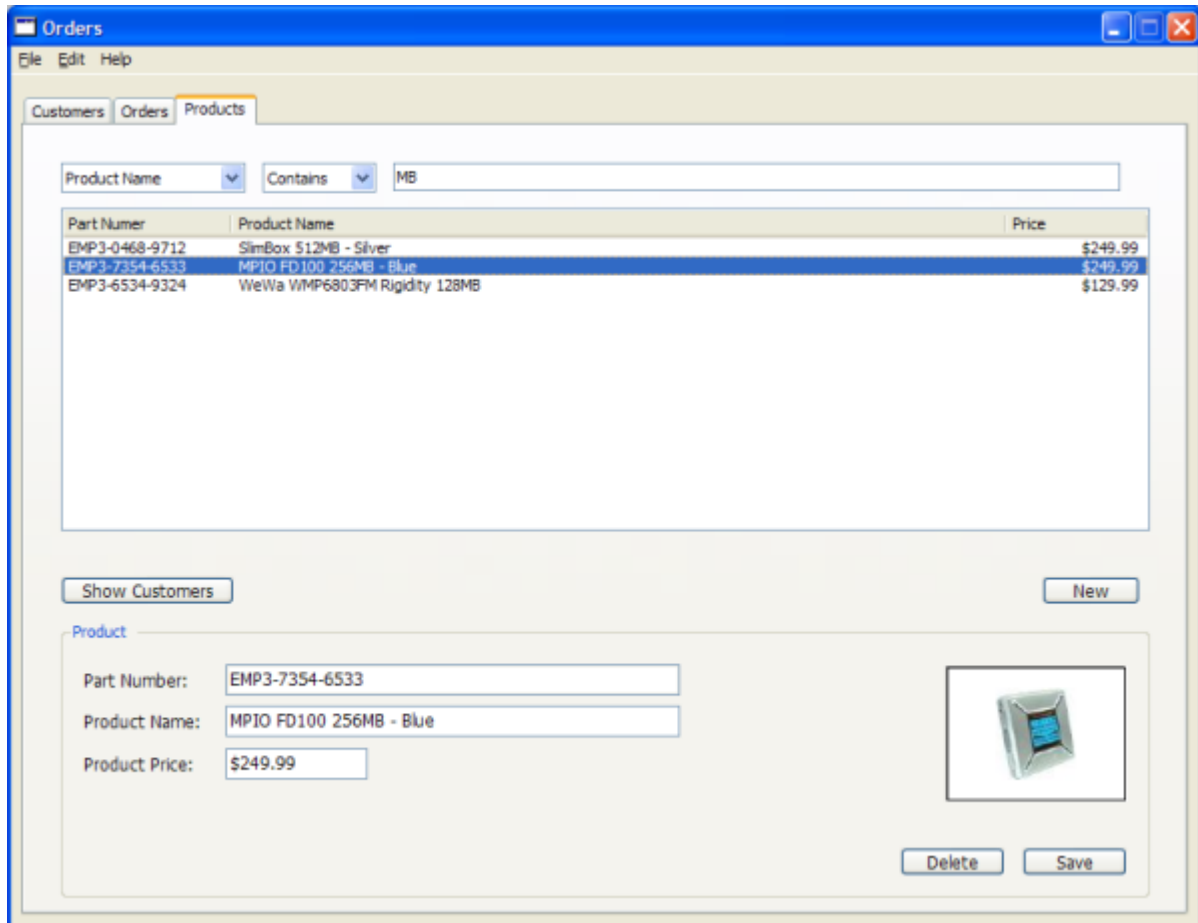 Orders
File Edit Help
Customers Orders Products
Product Name Contains MB
Part Numer Product Name Price
EMP3-0468-9712 SlimBox 512MB - Silver $249.99
EMP3-7354-6533 MPIO FD100 256MB - Blue $249.99
EMP3-6534-9324 WeWa WMP6803FM Rigidity 128MB $129.99
Show Customers New
Product
Part Number: EMP3-7354-6533
Product Name: MPIO FD100 256MB - Blue
Product Price: $249.99
Delete Save